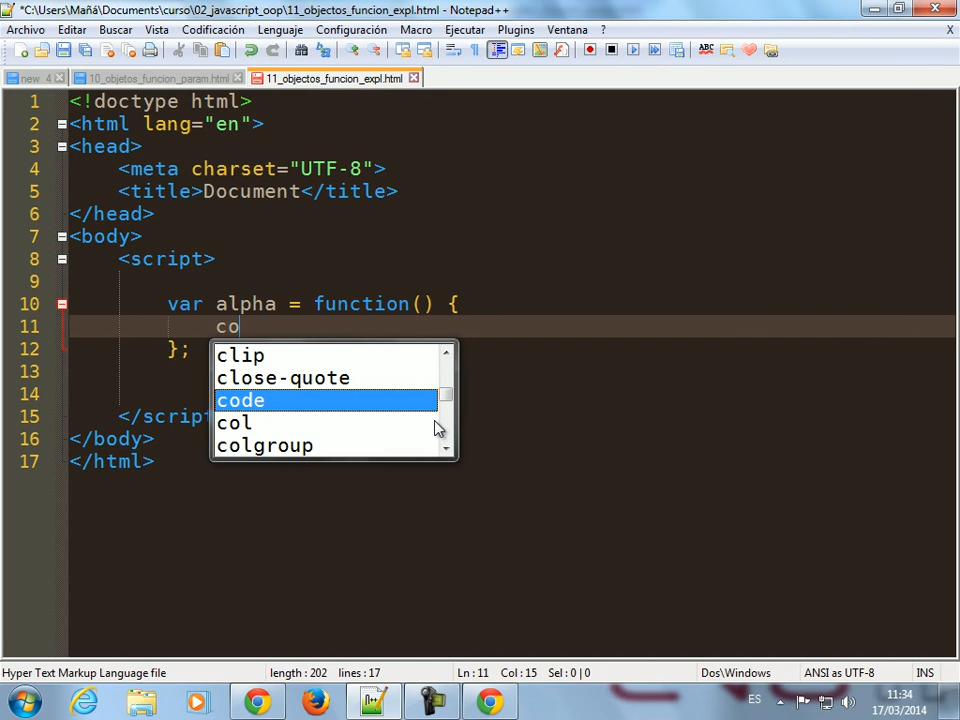 *C:\Users\Mañá\Documents\curso\02_javascript_oop\11_objectos_funcion_expl.html - Notepad++
Archivo Editar Buscar Vista Codificación Lenguaje Configuración Macro Ejecutar Plugins Ventana ? X
new 4 10_objetos_funcion_param.html 11_objectos_funcion_expl.html
1 <!doctype html>
2 <html lang="en">
3 <head>
4 <meta charset="UTF-8">
5 <title>Document</title>
6 </head>
7 <body>
8 <script>
9
10 var alpha = function() {
11 co
12 };
13
14
15 </script
16 </body>
17 </html>
clip
close-quote
code
col
colgroup
Hyper Text Markup Language file length : 202 lines : 17 Ln : 11 Col : 15 Sel : 0 | 0 Dos\Windows ANSI as UTF-8 INS
ES 11:34
17/03/2014